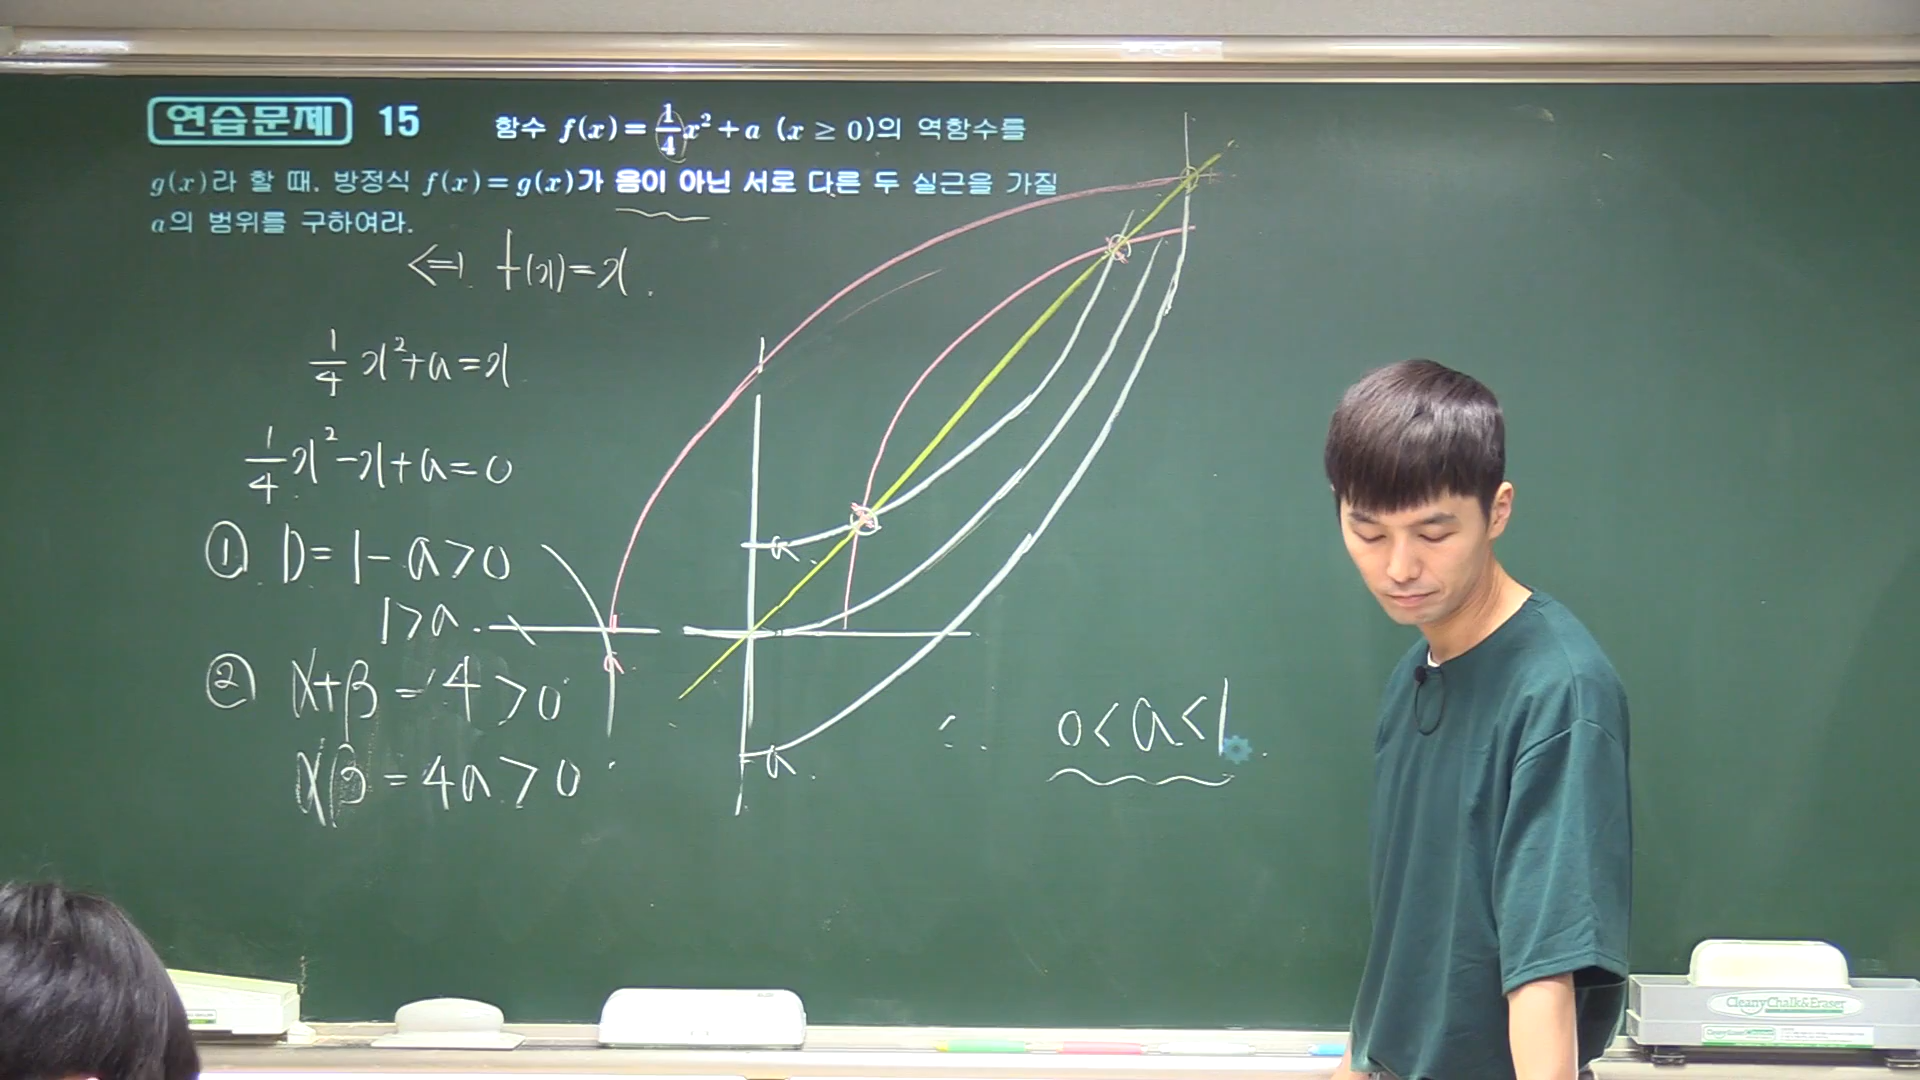 연습문제 15 함수 f(x) = 1/4 x² + a (x ≥ 0)의 역함수를
g(x)라 할 때, 방정식 f(x) = g(x)가 음이 아닌 서로 다른 두 실근을 가질
a의 범위를 구하여라.
⇔ f(x) = x.
1/4 x² + a = x
1/4 x² - x + a = 0
① D = 1 - a > 0
1 > a.
② α+β = 4 > 0
αβ = 4a > 0
a
a
a
∴ 0 < a < 1.
CleanyChalk&Eraser